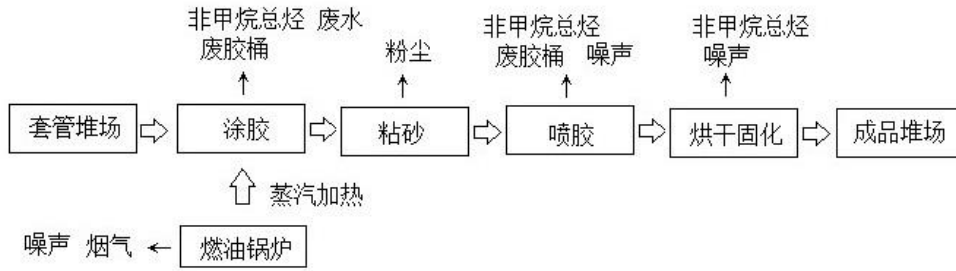 非甲烷总烃 废水
废胶桶
粉尘
非甲烷总烃
废胶桶 噪声
非甲烷总烃
噪声
套管堆场
涂胶
粘砂
喷胶
烘干固化
成品堆场
蒸汽加热
噪声 烟气
燃油锅炉